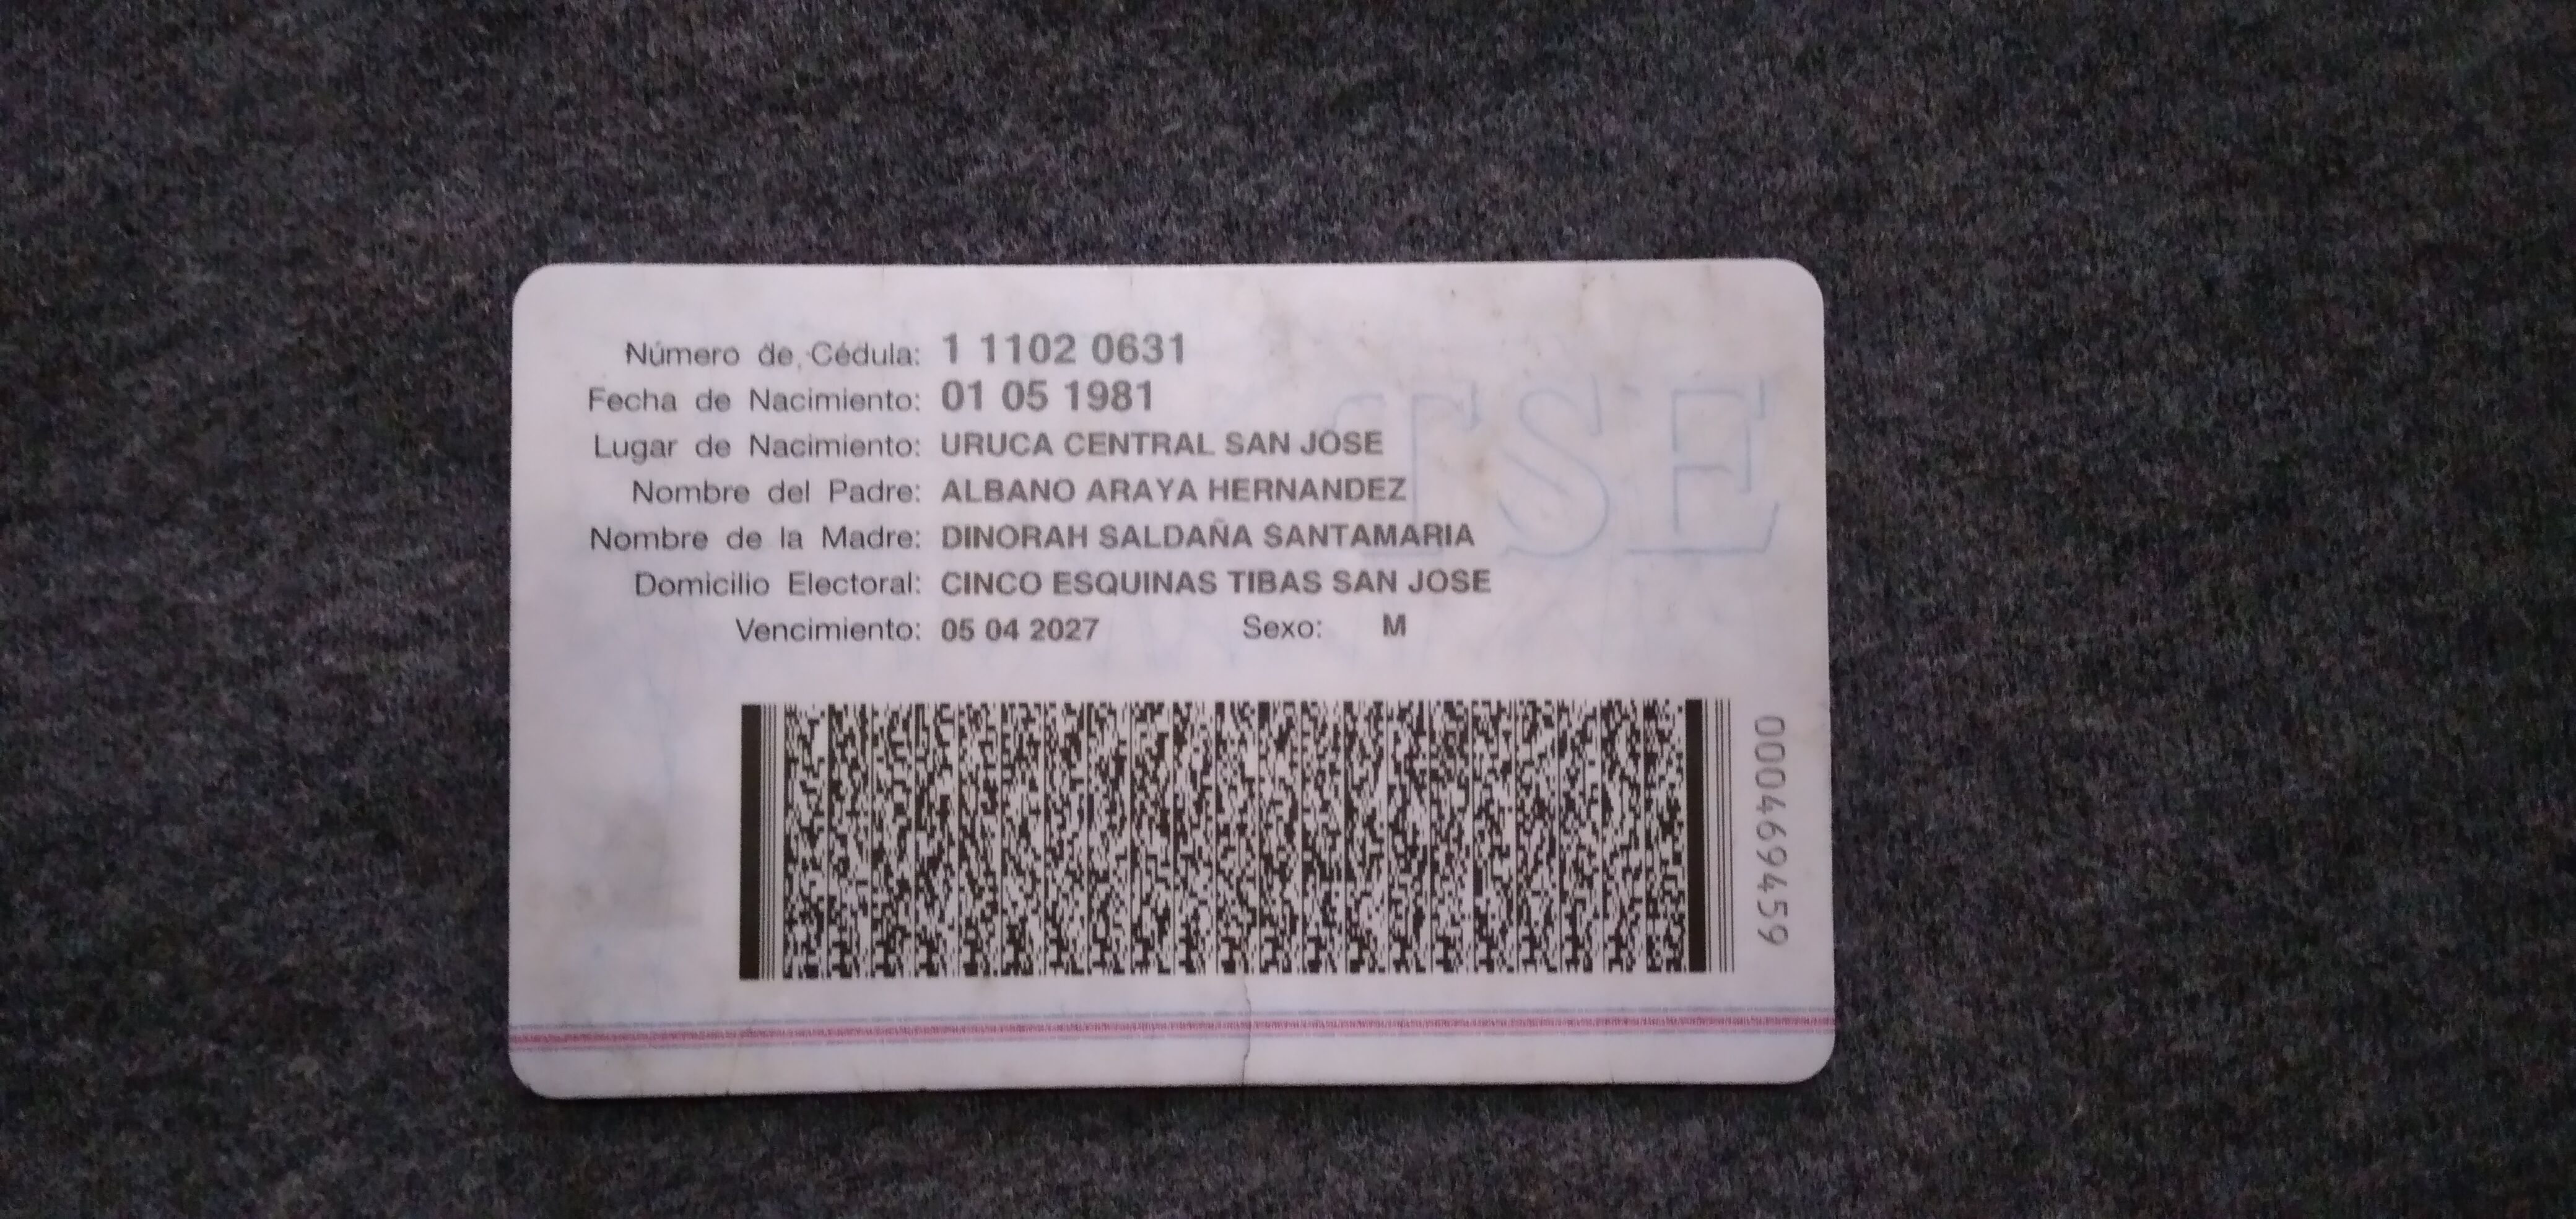 Número de Cédula: 1 1102 0631
Fecha de Nacimiento: 01 05 1981
Lugar de Nacimiento: URUCA CENTRAL SAN JOSE
Nombre del Padre: ALBANO ARAYA HERNANDEZ
Nombre de la Madre: DINORAH SALDAÑA SANTAMARIA
Domicilio Electoral: CINCO ESQUINAS TIBAS SAN JOSE
Vencimiento: 05 04 2027 Sexo: M
TSE
0004694459